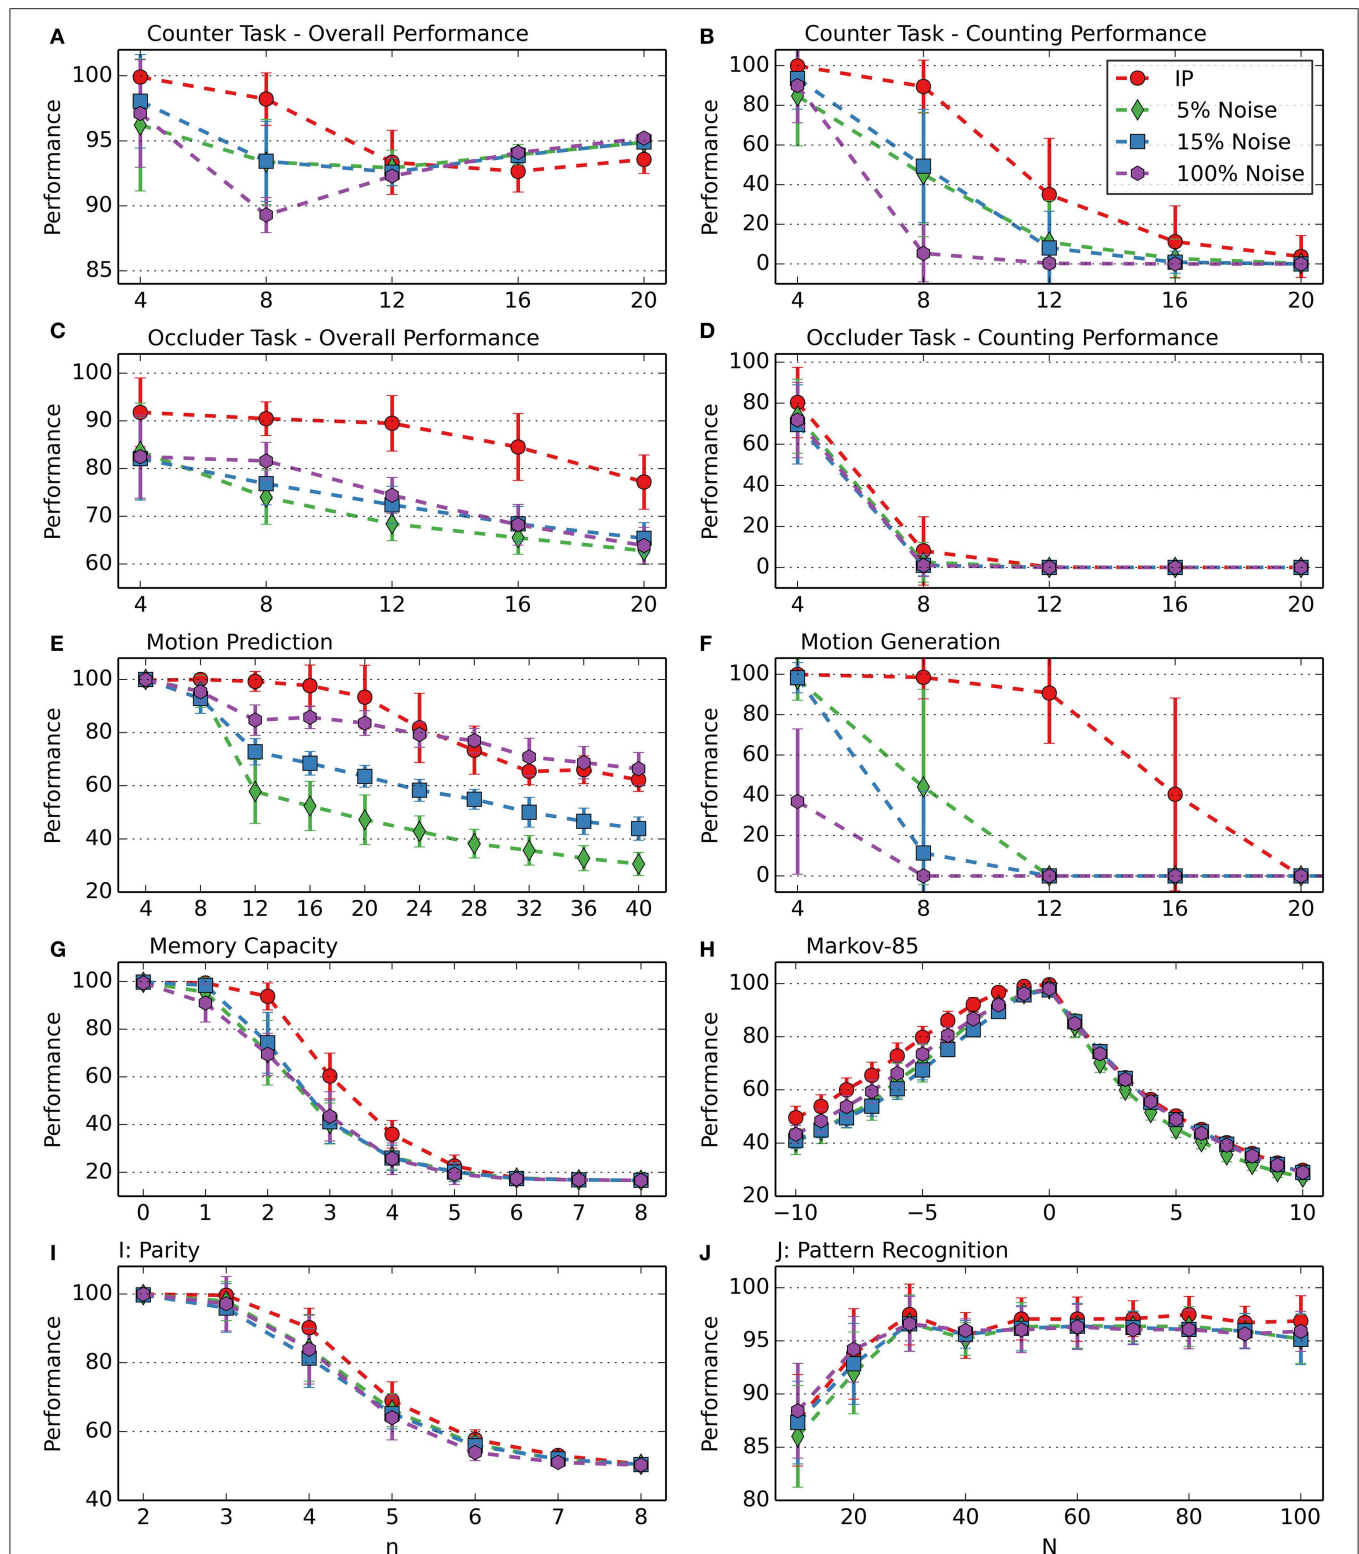 A Counter Task - Overall Performance
Performance
100
95
90
85
4 8 12 16 20
B Counter Task - Counting Performance
Performance
100
80
60
40
20
0
4 8 12 16 20
IP
5% Noise
15% Noise
100% Noise
C Occluder Task - Overall Performance
Performance
100
90
80
70
60
4 8 12 16 20
D Occluder Task - Counting Performance
Performance
100
80
60
40
20
0
4 8 12 16 20
E Motion Prediction
Performance
100
80
60
40
20
4 8 12 16 20 24 28 32 36 40
F Motion Generation
Performance
100
80
60
40
20
0
4 8 12 16 20
G Memory Capacity
Performance
100
80
60
40
20
0 1 2 3 4 5 6 7 8
H Markov-85
Performance
100
80
60
40
20
−10 −5 0 5 10
I I: Parity
Performance
100
80
60
40
2 3 4 5 6 7 8
n
J J: Pattern Recognition
Performance
100
95
90
85
80
20 40 60 80 100
N